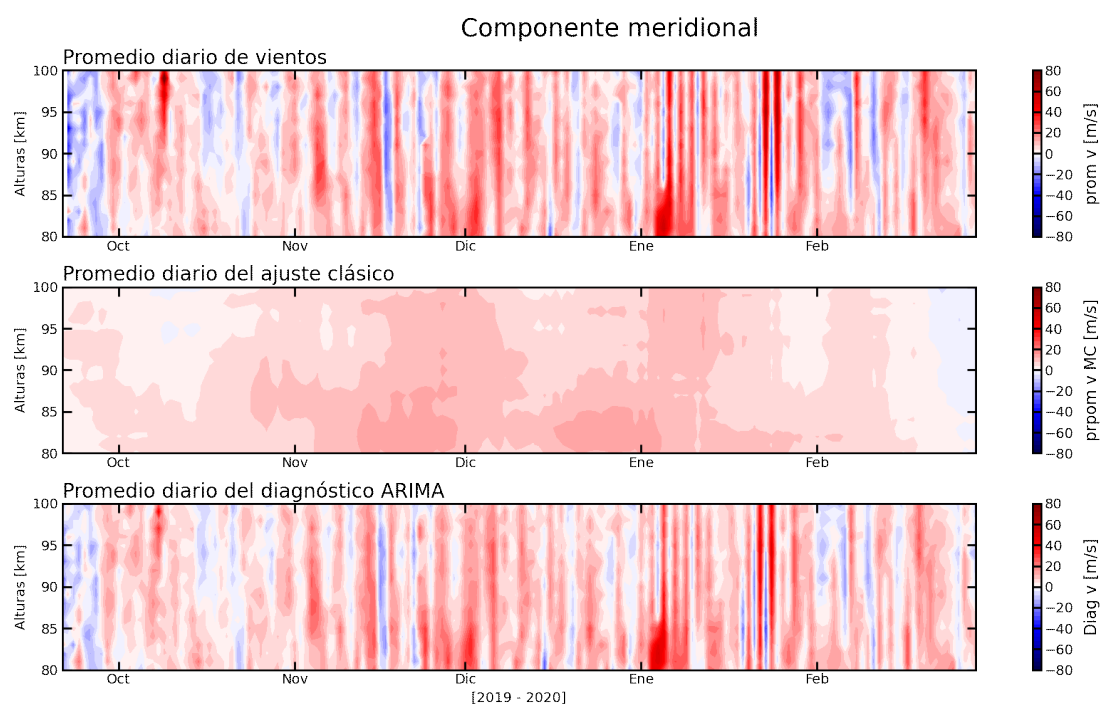 Componente meridional
Promedio diario de vientos
100
95
90
85
80
Alturas [km]
Oct
Nov
Dic
Ene
Feb
80
60
40
20
0
−20
−40
−60
−80
prom v [m/s]
Promedio diario del ajuste clásico
100
95
90
85
80
Alturas [km]
Oct
Nov
Dic
Ene
Feb
80
60
40
20
0
−20
−40
−60
−80
prpom v MC [m/s]
Promedio diario del diagnóstico ARIMA
100
95
90
85
80
Alturas [km]
Oct
Nov
Dic
Ene
Feb
80
60
40
20
0
−20
−40
−60
−80
Diag v [m/s]
[2019 - 2020]